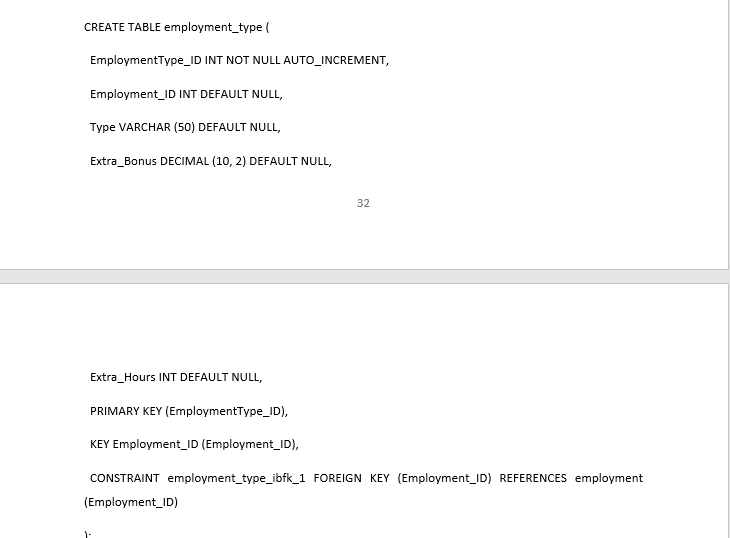 CREATE TABLE employment_type (
EmploymentType_ID INT NOT NULL AUTO_INCREMENT,
Employment_ID INT DEFAULT NULL,
Type VARCHAR (50) DEFAULT NULL,
Extra_Bonus DECIMAL (10, 2) DEFAULT NULL,
32
Extra_Hours INT DEFAULT NULL,
PRIMARY KEY (EmploymentType_ID),
KEY Employment_ID (Employment_ID),
CONSTRAINT employment_type_ibfk_1 FOREIGN KEY (Employment_ID) REFERENCES employment
(Employment_ID)
);